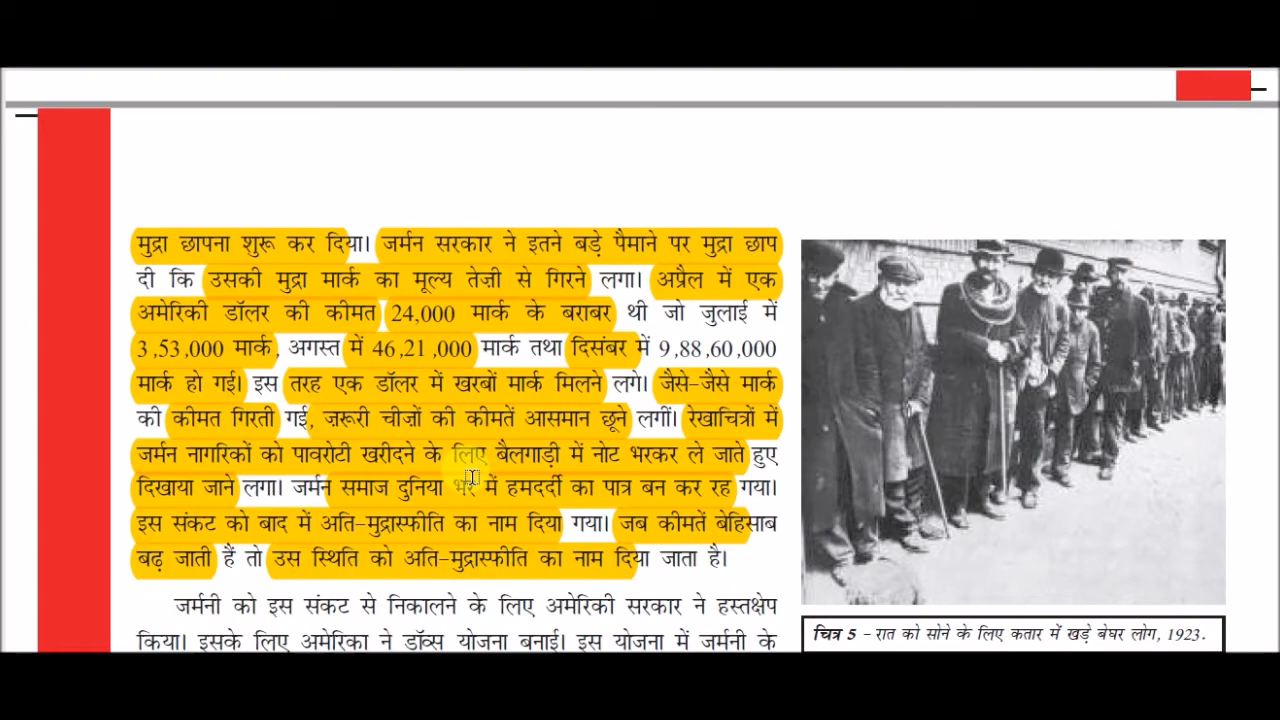 मुद्रा छापना शुरू कर दिया। जर्मन सरकार ने इतने बड़े पैमाने पर मुद्रा छाप
दी कि उसकी मुद्रा मार्क का मूल्य तेज़ी से गिरने लगा। अप्रैल में एक
अमेरिकी डॉलर की कीमत 24,000 मार्क के बराबर थी जो जुलाई में
3,53,000 मार्क, अगस्त में 46,21,000 मार्क तथा दिसंबर में 9,88,60,000
मार्क हो गई। इस तरह एक डॉलर में खरबों मार्क मिलने लगे। जैसे-जैसे मार्क
की कीमत गिरती गई, ज़रूरी चीज़ों की कीमतें आसमान छूने लगीं। रेखाचित्रों में
जर्मन नागरिकों को पावरोटी खरीदने के लिए बैलगाड़ी में नोट भरकर ले जाते हुए
दिखाया जाने लगा। जर्मन समाज दुनिया भर में हमदर्दी का पात्र बन कर रह गया।
इस संकट को बाद में अति-मुद्रास्फीति का नाम दिया गया। जब कीमतें बेहिसाब
बढ़ जाती हैं तो उस स्थिति को अति-मुद्रास्फीति का नाम दिया जाता है।
जर्मनी को इस संकट से निकालने के लिए अमेरिकी सरकार ने हस्तक्षेप
किया। इसके लिए अमेरिका ने डॉव्स योजना बनाई। इस योजना में जर्मनी के
चित्र 5 – रात को सोने के लिए कतार में खड़े बेघर लोग, 1923.